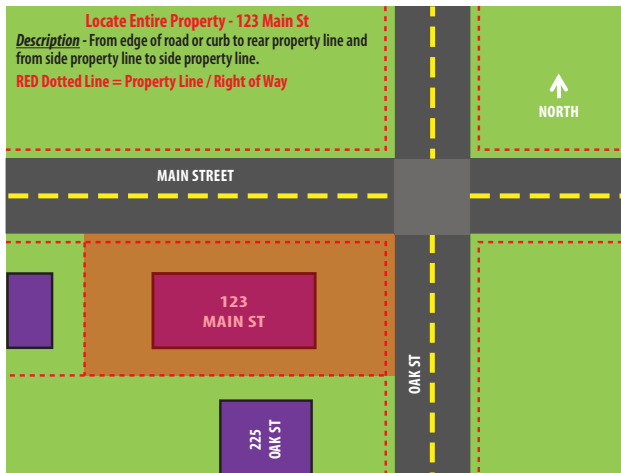 Locate Entire Property - 123 Main St
Description - From edge of road or curb to rear property line and
from side property line to side property line.
RED Dotted Line = Property Line / Right of Way
NORTH
MAIN STREET
123
MAIN ST
OAK ST
225
OAK ST